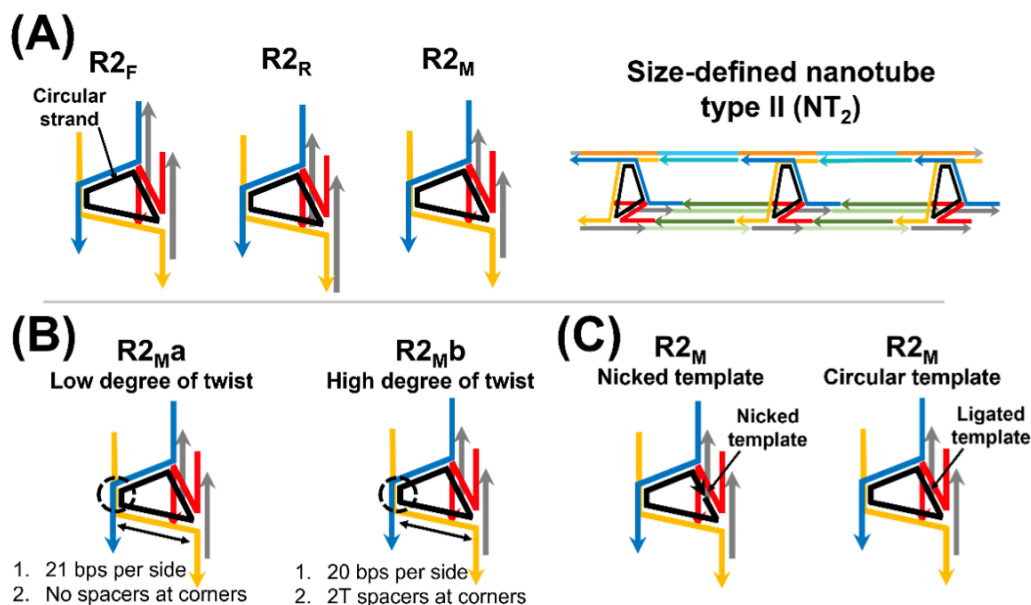 (A)
R2F
R2R
R2M
Circular
strand
Size-defined nanotube
type II (NT2)
(B)
R2Ma
Low degree of twist
1. 21 bps per side
2. No spacers at corners
R2Mb
High degree of twist
1. 20 bps per side
2. 2T spacers at corners
(C)
R2M
Nicked template
Nicked
template
R2M
Circular template
Ligated
template